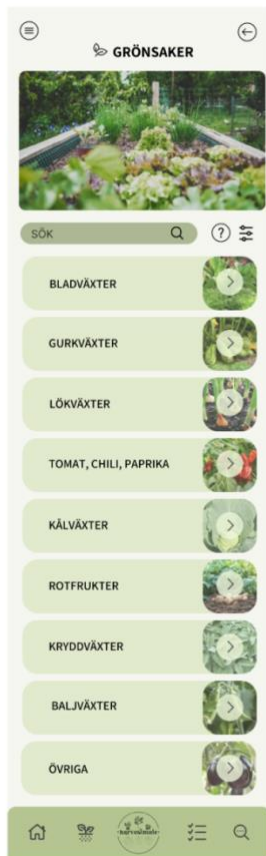 GRÖNSAKER
SÖK
BLADVÄXTER
GURKVÄXTER
LÖKVÄXTER
TOMAT, CHILI, PAPRIKA
KÅLVÄXTER
ROTFRUKTER
KRYDDVÄXTER
BALJVÄXTER
ÖVRIGA